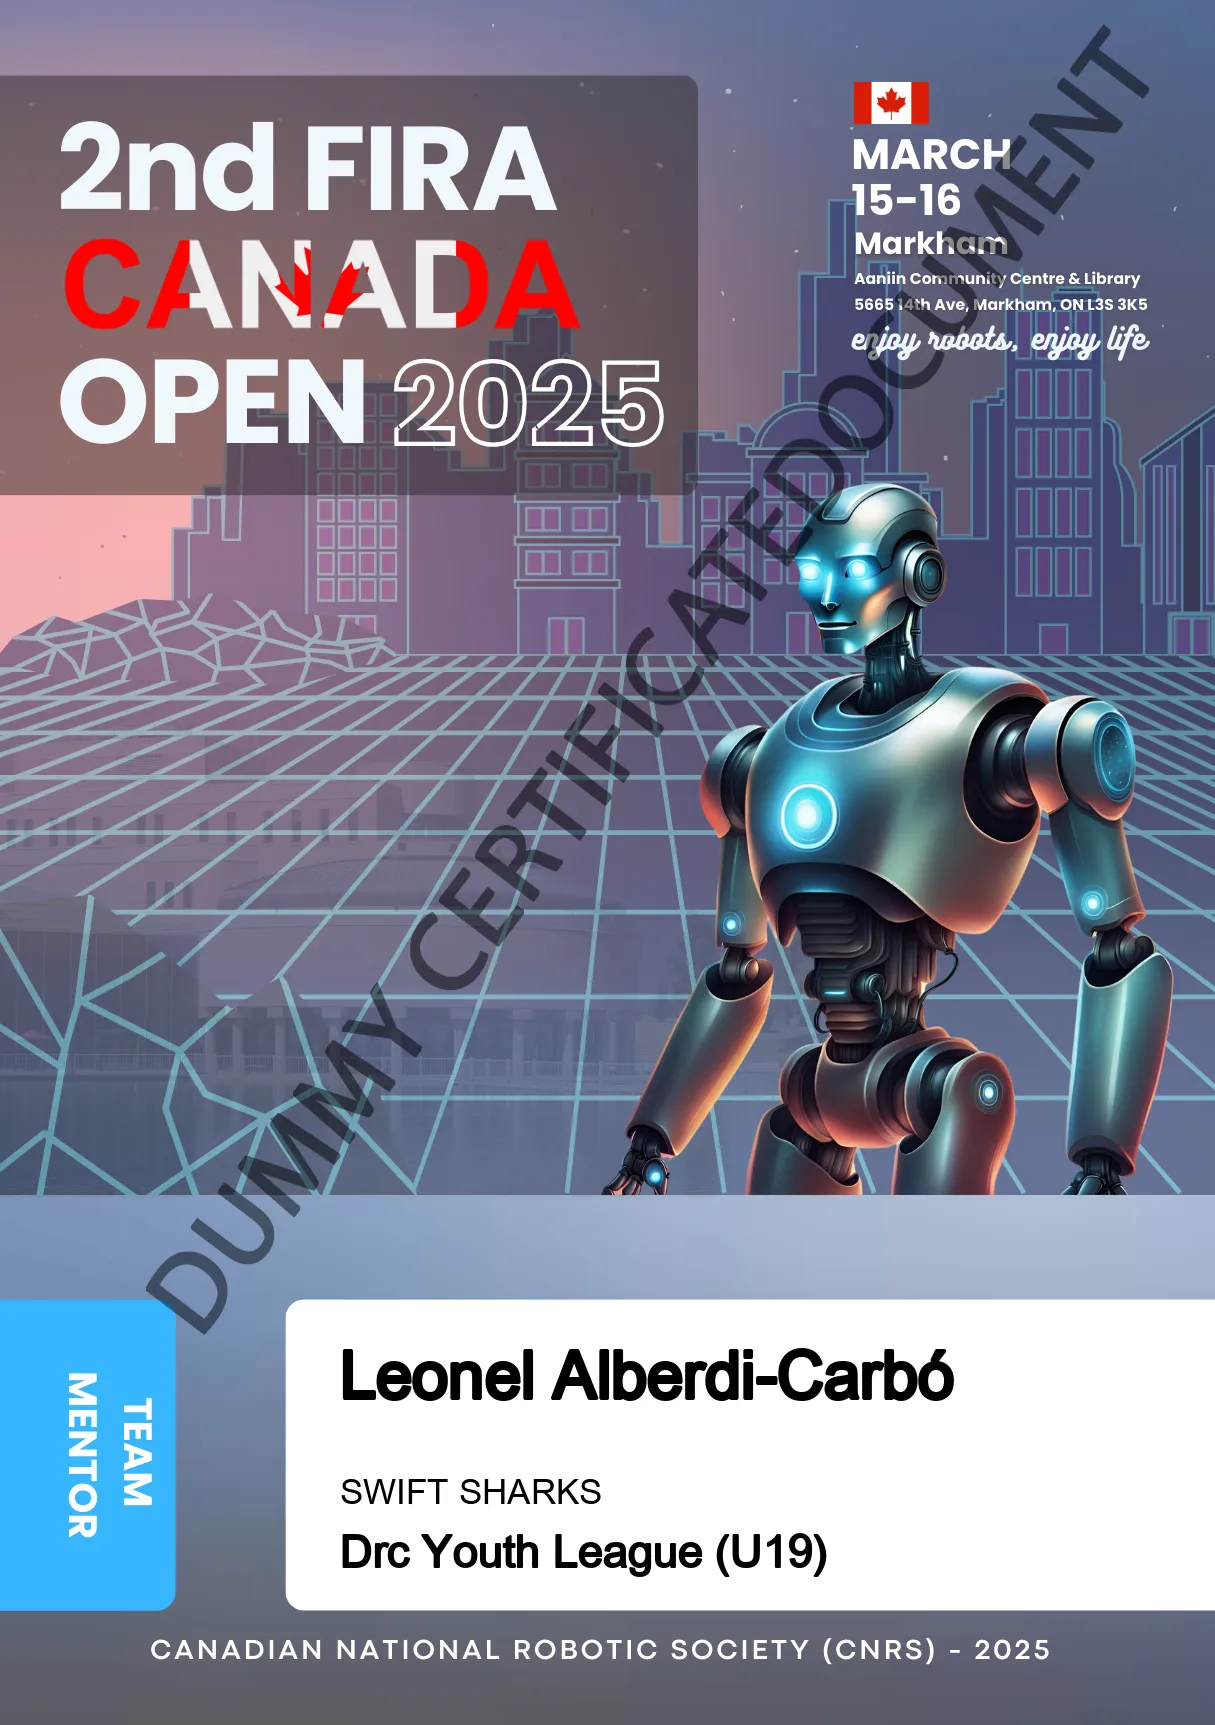 2nd FIRA
CANADA
OPEN 2025
MARCH
15-16
Markham
Aaniin Community Centre & Library
5665 14th Ave, Markham, ON L3S 3K5
enjoy robots, enjoy life
DUMMY CERTIFICATEDOCUMENT
TEAM
MENTOR
Leonel Alberdi-Carbó
SWIFT SHARKS
Drc Youth League (U19)
CANADIAN NATIONAL ROBOTIC SOCIETY (CNRS) - 2025